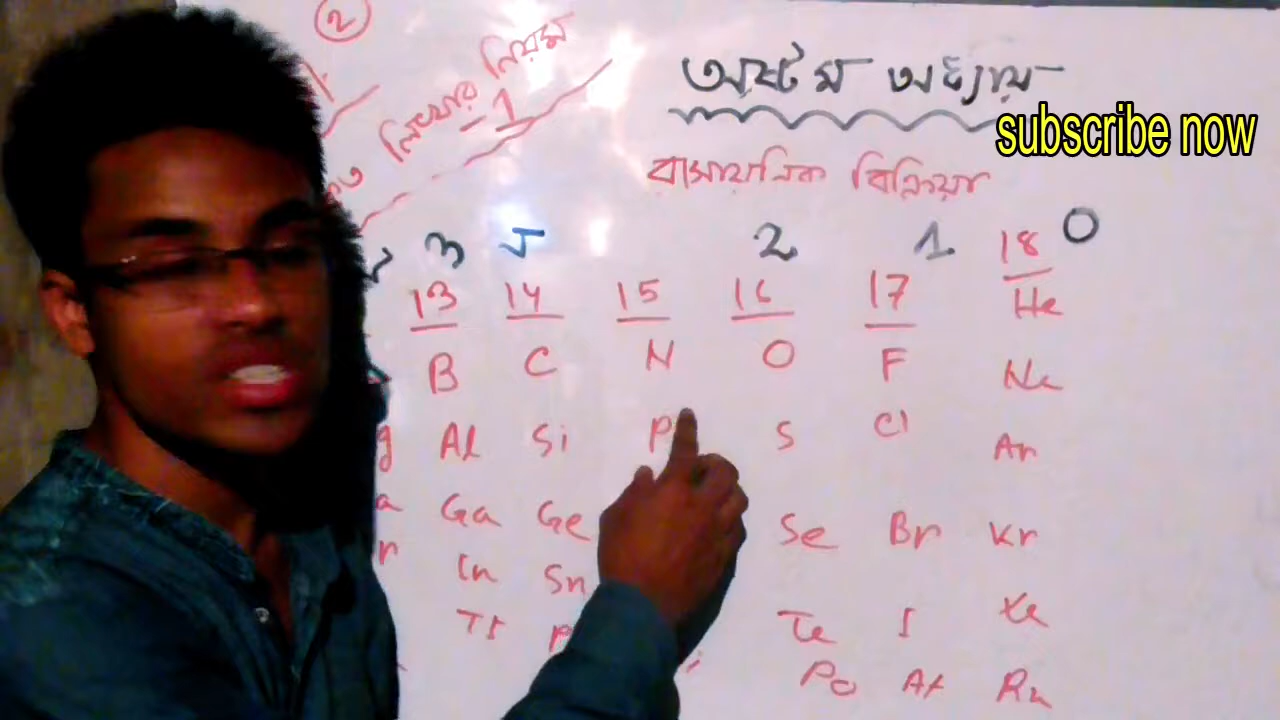 2
লিখার নিয়ম
-1
অষ্টম অধ্যায়
subscribe now
রাসায়নিক বিক্রিয়া
3 2 1 0
13 14 15 16 17 18
He
B C N O F Ne
Al Si P S Cl Ar
Ga Ge Se Br Kr
In Sn
Tl P Te I Xe
Po At Rn